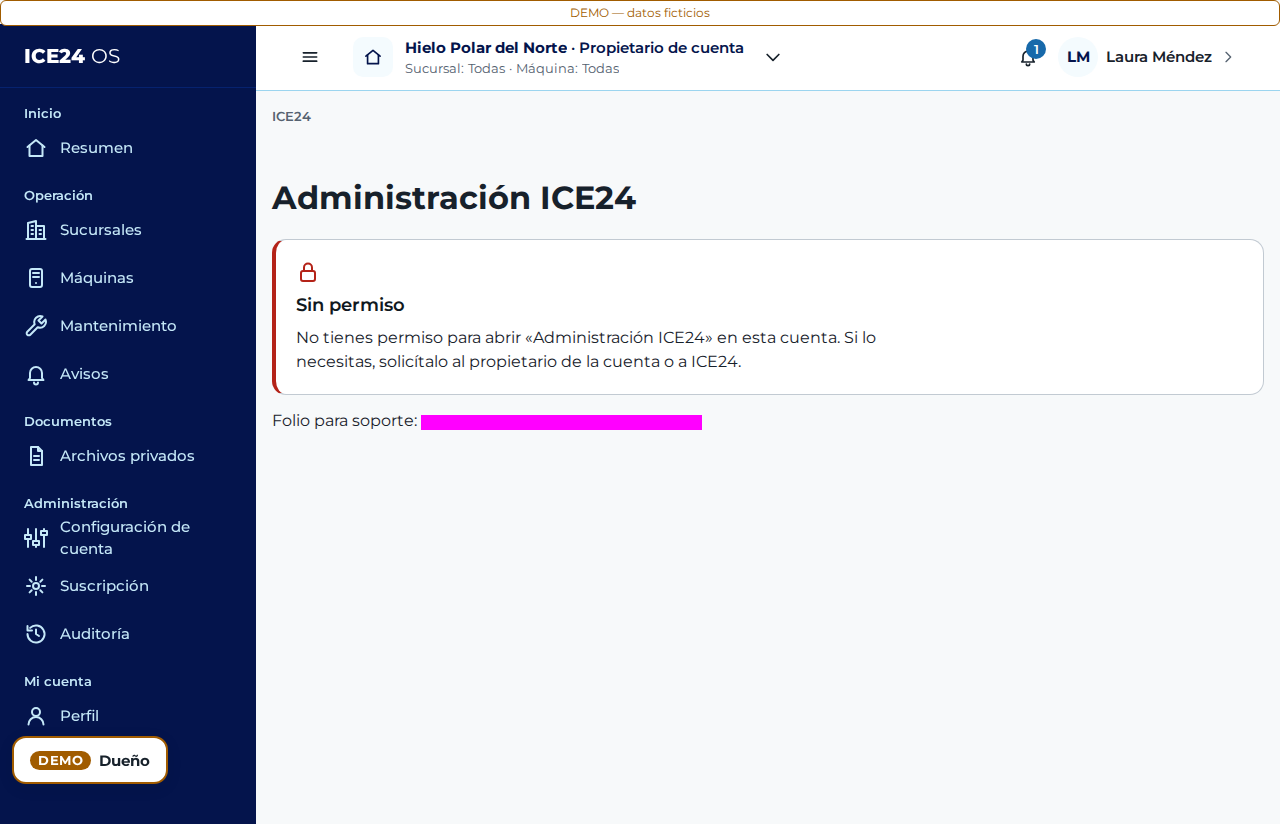 DEMO — datos ficticios
ICE24 OS
Inicio
Resumen
Operación
Sucursales
Máquinas
Mantenimiento
Avisos
Documentos
Archivos privados
Administración
Configuración de
cuenta
Suscripción
Auditoría
Mi cuenta
Perfil
DEMO Dueño
Hielo Polar del Norte · Propietario de cuenta
Sucursal: Todas · Máquina: Todas
1
LM Laura Méndez
ICE24
Administración ICE24
Sin permiso
No tienes permiso para abrir «Administración ICE24» en esta cuenta. Si lo
necesitas, solicítalo al propietario de la cuenta o a ICE24.
Folio para soporte: